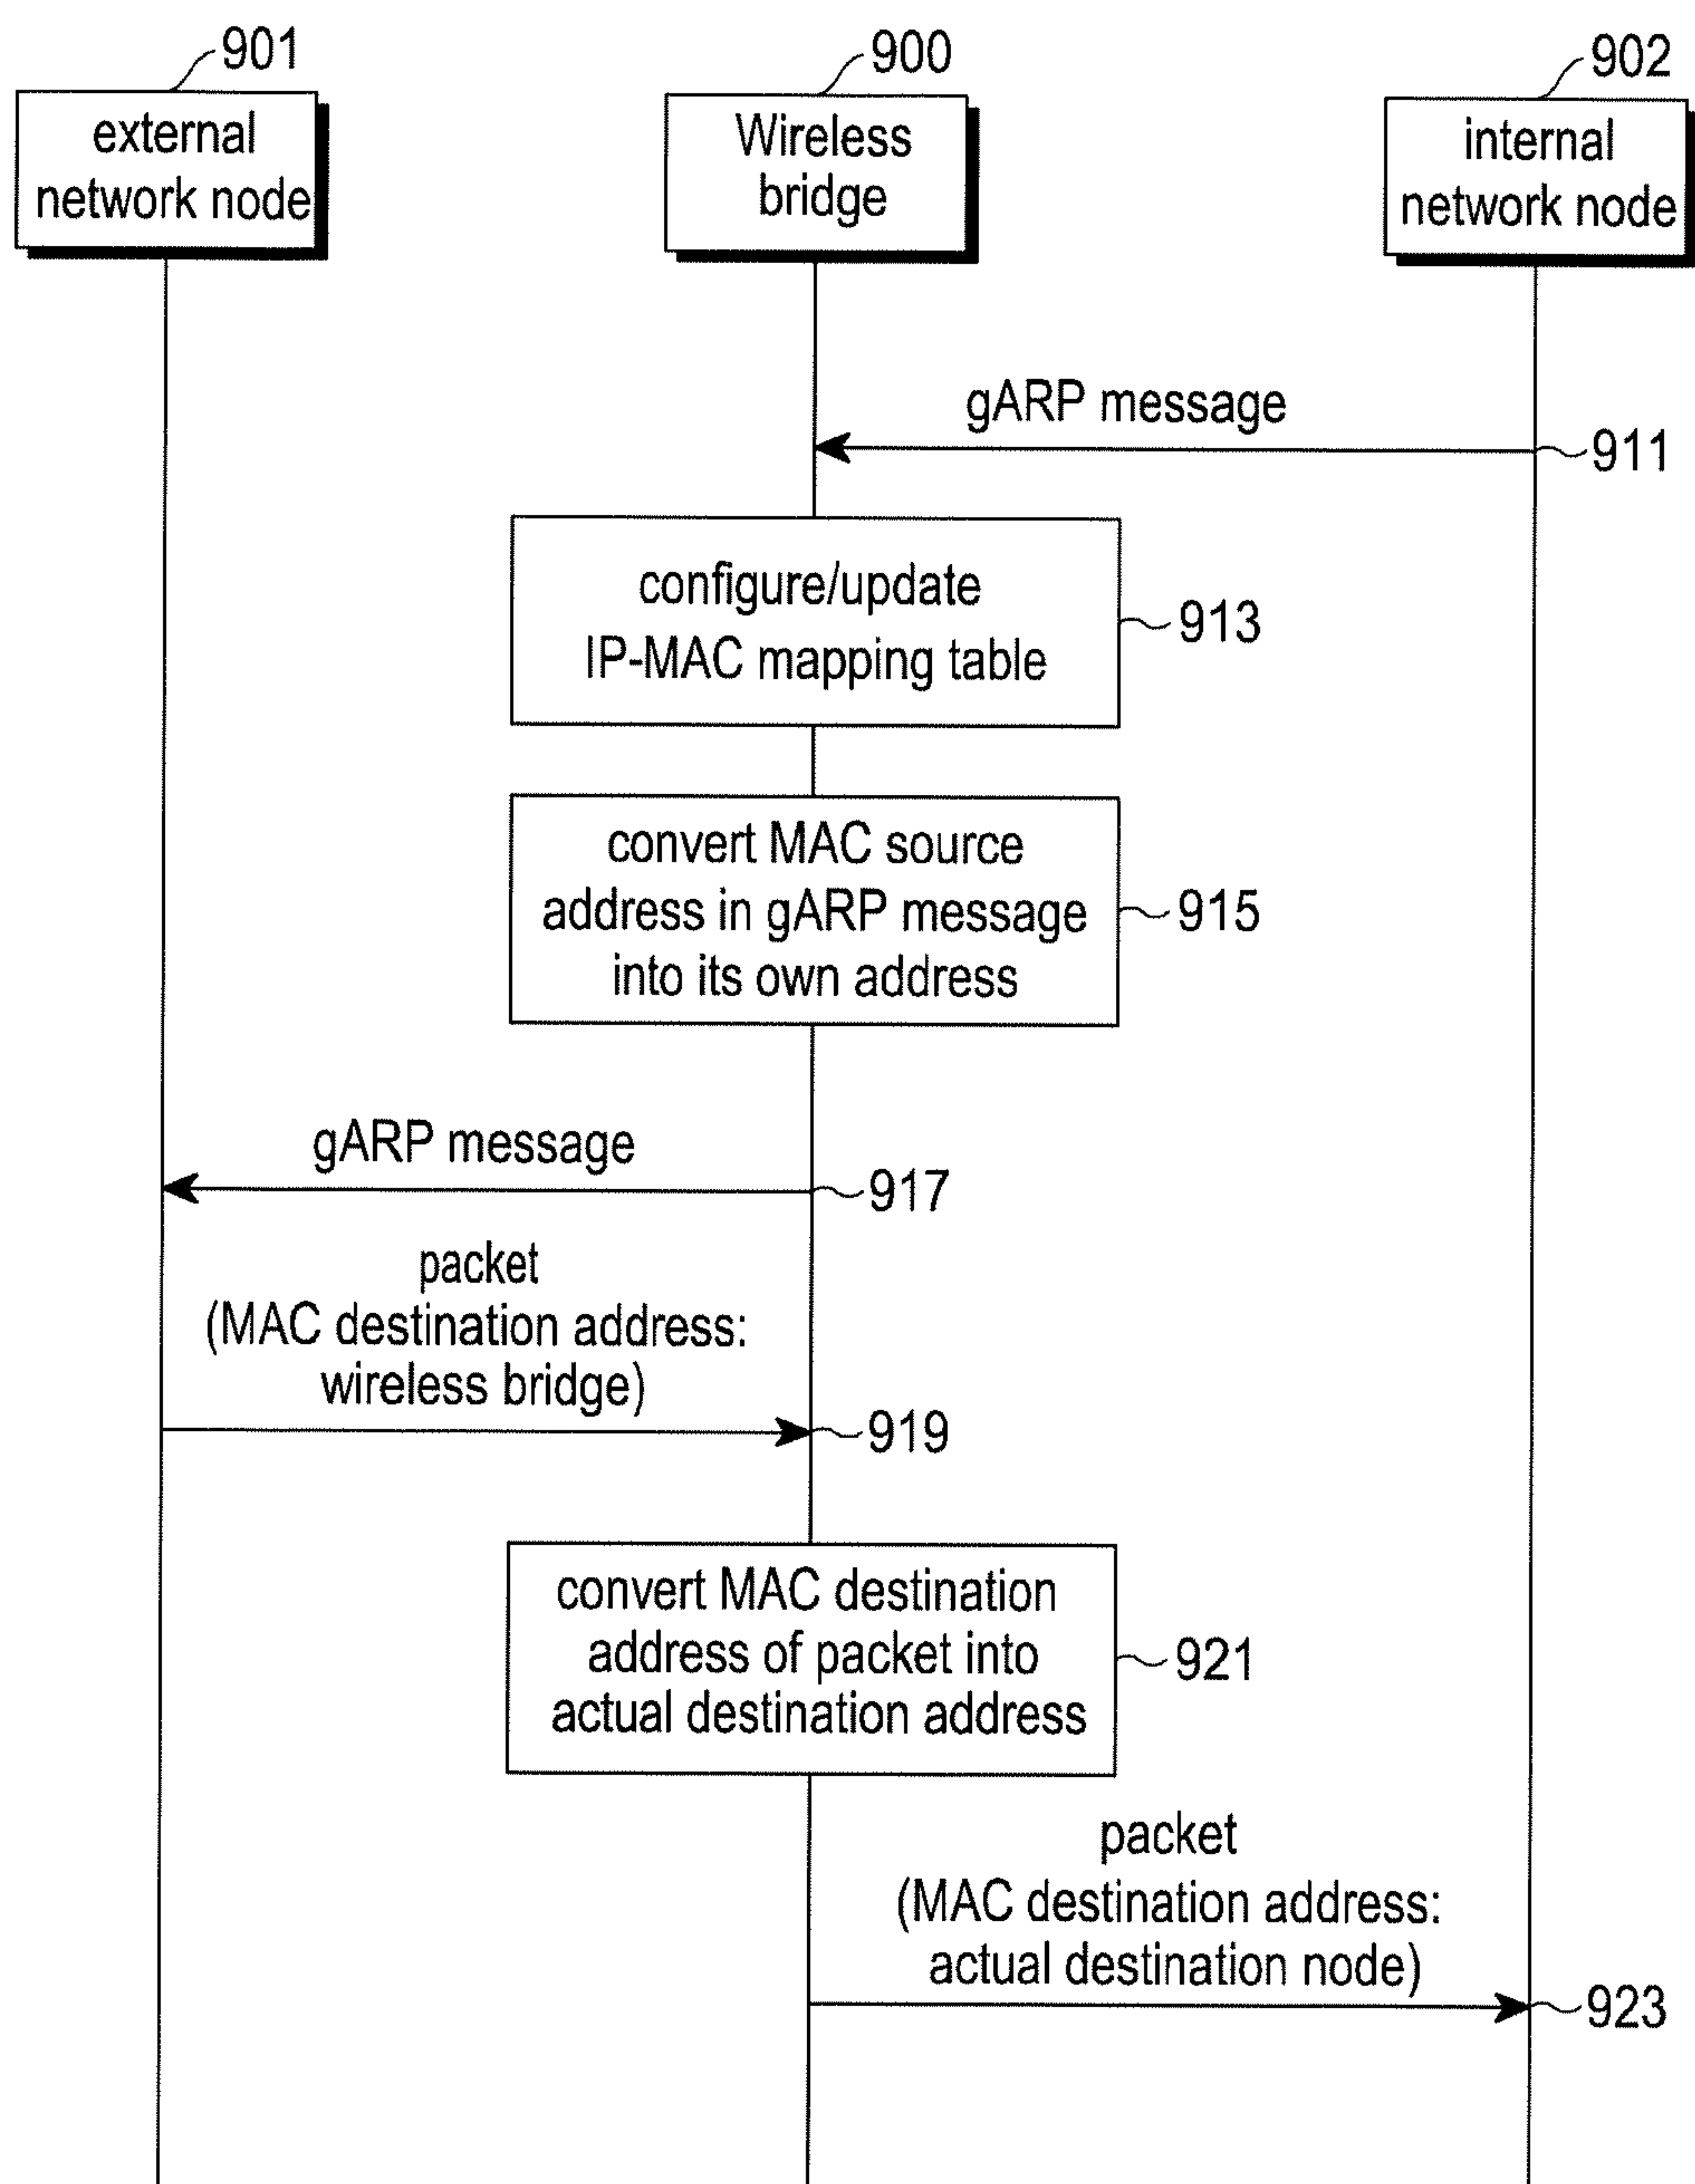 901
900
902
external
network node
Wireless
bridge
internal
network node
gARP message
911
configure/update
IP-MAC mapping table
913
convert MAC source
address in gARP message
into its own address
915
gARP message
917
packet
(MAC destination address:
wireless bridge)
919
convert MAC destination
address of packet into
actual destination address
921
packet
(MAC destination address:
actual destination node)
923